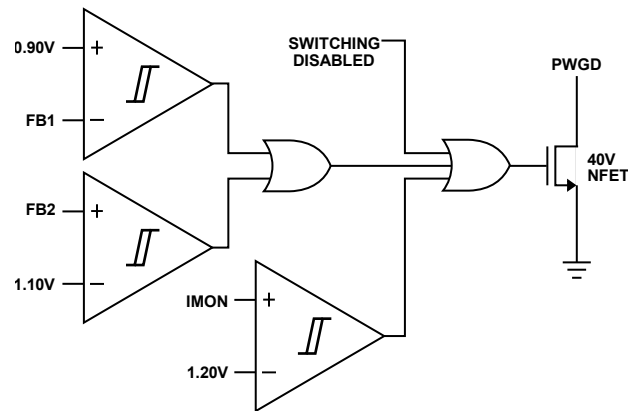 0.90V
+
SWITCHING
DISABLED
PWGD
FB1
−
40V
NFET
FB2
+
1.10V
−
IMON
+
1.20V
−